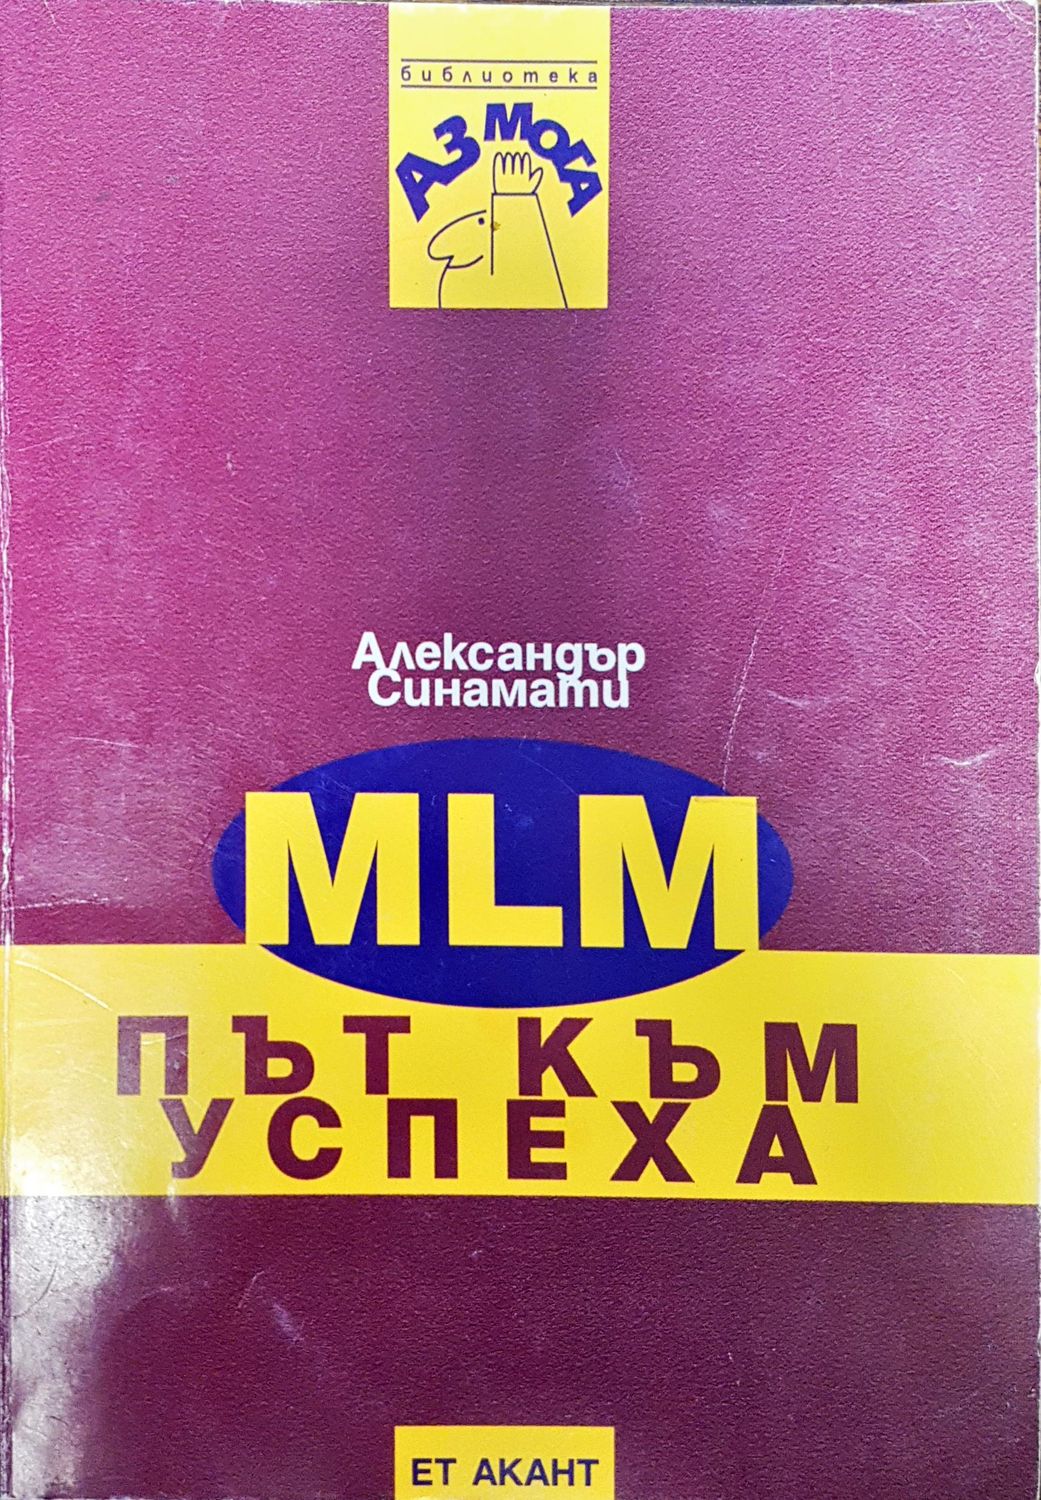 библиотека
АЗ МОГА
Александър
Синамати
MLM
ПЪТ КЪМ
УСПЕХА
ЕТ АКАНТ